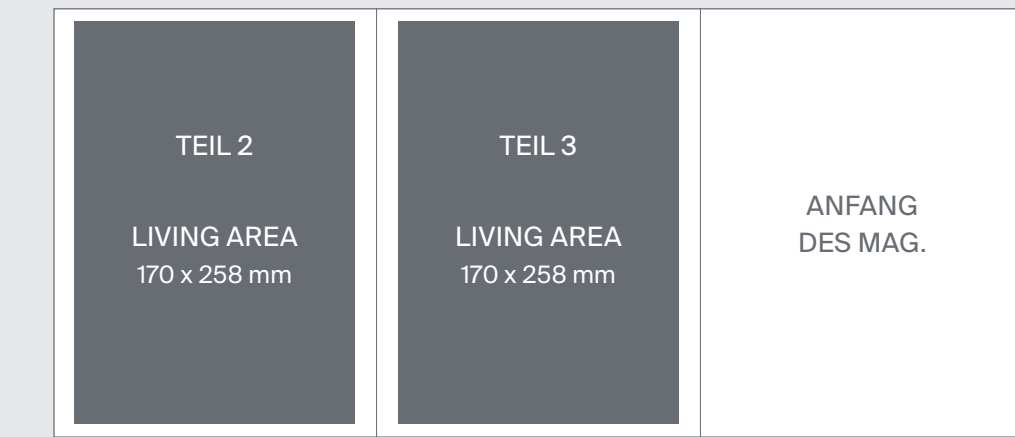 TEIL 2
LIVING AREA
170 x 258 mm
TEIL 3
LIVING AREA
170 x 258 mm
ANFANG
DES MAG.